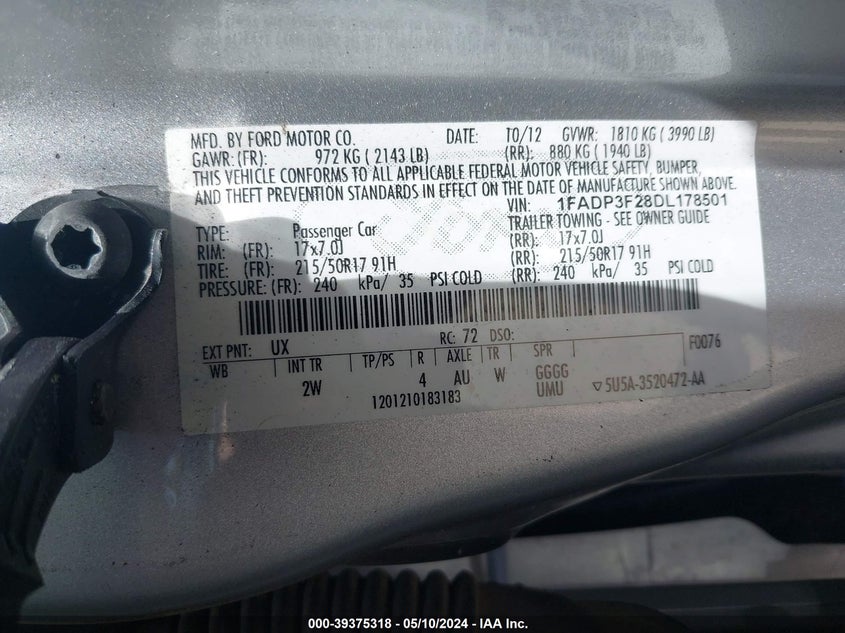 MFD. BY FORD MOTOR CO. DATE: 10/12 GVWR: 1810 KG ( 3990 LB)
GAWR: (FR): 972 KG ( 2143 LB) (RR): 880 KG ( 1940 LB)
THIS VEHICLE CONFORMS TO ALL APPLICABLE FEDERAL MOTOR VEHICLE SAFETY, BUMPER,
AND THEFT PREVENTION STANDARDS IN EFFECT ON THE DATE OF MANUFACTURE SHOWN ABOVE.
VIN: 1FADP3F28DL178501
TYPE: Passenger Car TRAILER TOWING - SEE OWNER GUIDE
RIM: (FR): 17x7.0J (RR): 17x7.0J
TIRE: (FR): 215/50R17 91H (RR): 215/50R17 91H
PRESSURE: (FR): 240 kPa/ 35 PSI COLD (RR): 240 kPa/ 35 PSI COLD
EXT PNT: UX RC: 72 DSO: F0076
WB INT TR TP/PS R AXLE TR SPR
2W 4 AU W GGGG
UMU
1201210183183
▽ 5U5A-3520472-AA
000-39375318 - 05/10/2024 - IAA Inc.